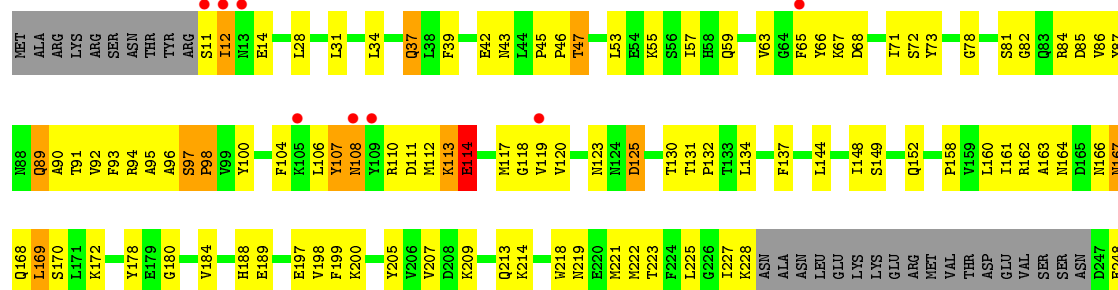 MET ALA ARG LYS ARG SER ASN THR TYR ARG S11 I12 N13 E14 L28 L31 L34 Q37 L38 F39 E42 N43 L44 P45 P46 T47 L53 E54 K55 S56 I57 H58 Q59 V63 G64 F65 Y66 K67 D68 I71 S72 Y73 G78 S81 G82 Q83 R84 D85 V86 Y87
N88 Q89 A90 T91 V92 F93 R94 A95 A96 S97 P98 V99 Y100 F104 K105 L106 Y107 N108 Y109 R110 D111 M112 K113 E114 M117 G118 V119 V120 N123 N124 D125 T130 T131 P132 T133 L134 F137 L144 I148 S149 Q152 P158 V159 L160 I161 R162 A163 N164 D165 N166 N167
Q168 L169 S170 L171 K172 Y178 E179 G180 V184 H188 E189 E197 V198 F199 K200 Y205 V206 V207 D208 K209 Q213 K214 W218 N219 E220 M221 M222 T223 F224 L225 G226 I227 K228 ASN ALA ASN LEU GLU LYS LYS GLU ARG MET VAL THR ASP GLU VAL SER SER ASN D247